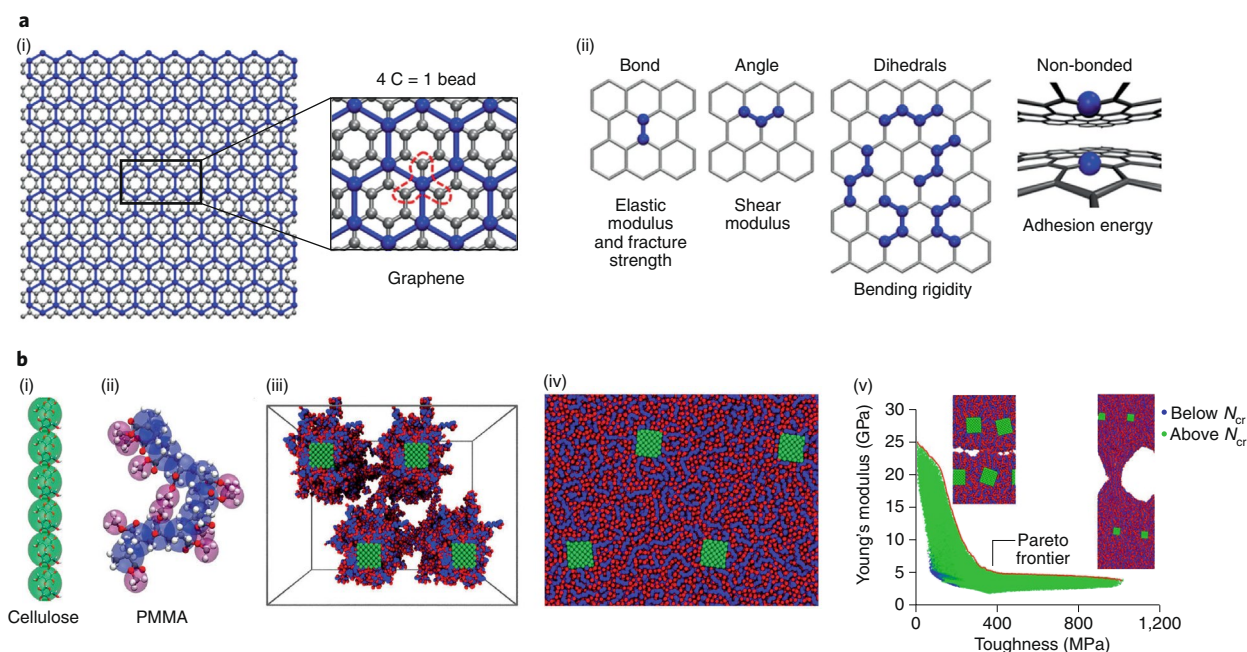 a
(i)
4 C = 1 bead
Graphene
(ii)
Bond
Angle
Dihedrals
Non-bonded
Elastic
modulus
and fracture
strength
Shear
modulus
Bending rigidity
Adhesion energy
b
(i)
Cellulose
(ii)
PMMA
(iii)
(iv)
(v)
Young's modulus (GPa)
30
25
20
15
10
5
0
Below Ncr
Above Ncr
Pareto
frontier
0
400
800
1,200
Toughness (MPa)